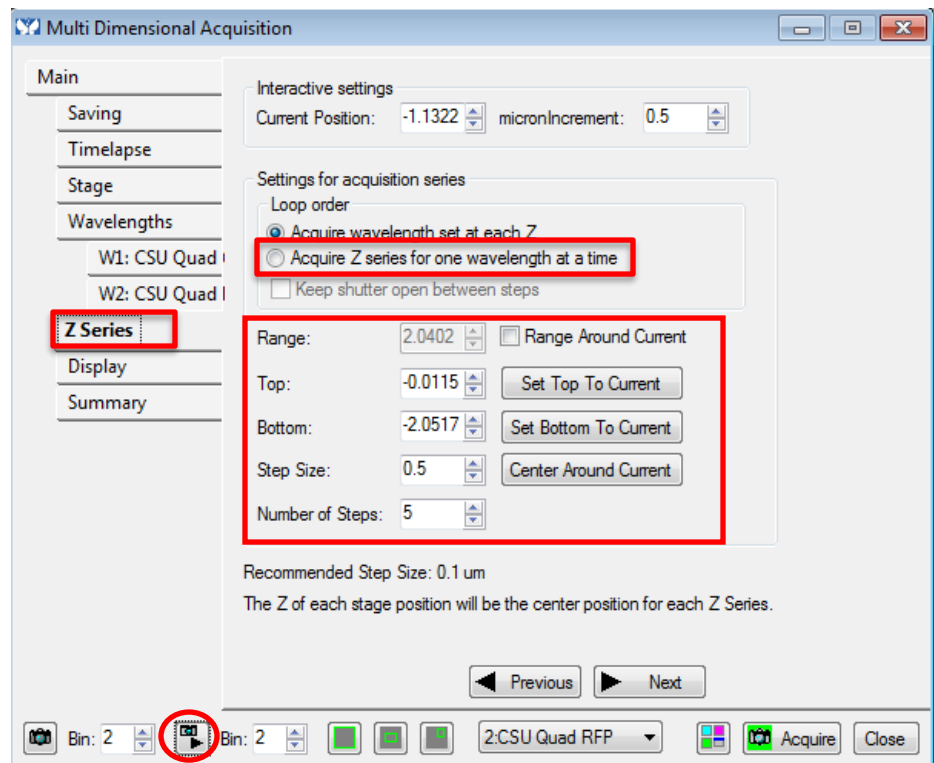 Multi Dimensional Acquisition
Main
Saving
Timelapse
Stage
Wavelengths
W1: CSU Quad
W2: CSU Quad
Z Series
Display
Summary
Interactive settings
Current Position: -1.1322 micronIncrement: 0.5
Settings for acquisition series
Loop order
Acquire wavelength set at each Z
Acquire Z series for one wavelength at a time
Keep shutter open between steps
Range: 2.0402 Range Around Current
Top: -0.0115 Set Top To Current
Bottom: -2.0517 Set Bottom To Current
Step Size: 0.5 Center Around Current
Number of Steps: 5
Recommended Step Size: 0.1 um
The Z of each stage position will be the center position for each Z Series.
Previous Next
Bin: 2 Bin: 2 2:CSU Quad RFP Acquire Close